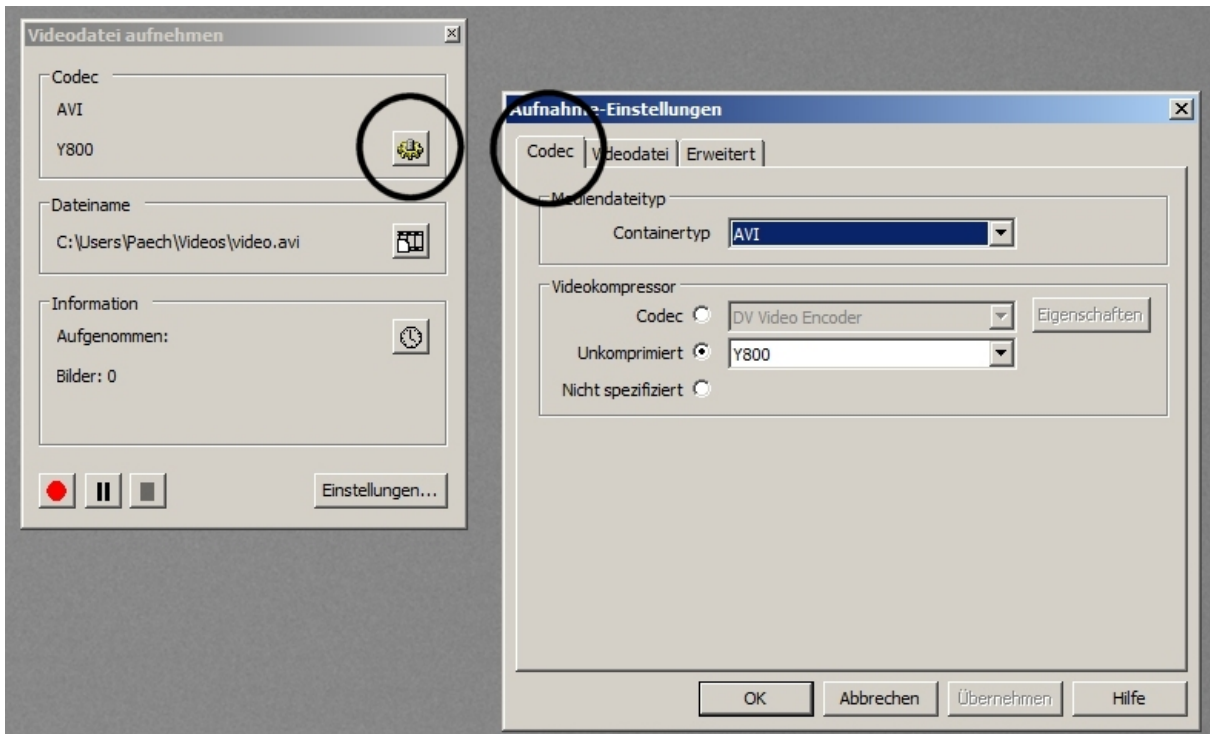 Videodatei aufnehmen
Codec
AVI
Y800
Dateiname
C:\Users\Paech\Videos\video.avi
Information
Aufgenommen:
Bilder: 0
Einstellungen...
Aufnahme-Einstellungen
Codec Videodatei Erweitert
Mediendateityp
Containertyp AVI
Videokompressor
Codec DV Video Encoder Eigenschaften
Unkomprimiert Y800
Nicht spezifiziert
OK Abbrechen Übernehmen Hilfe